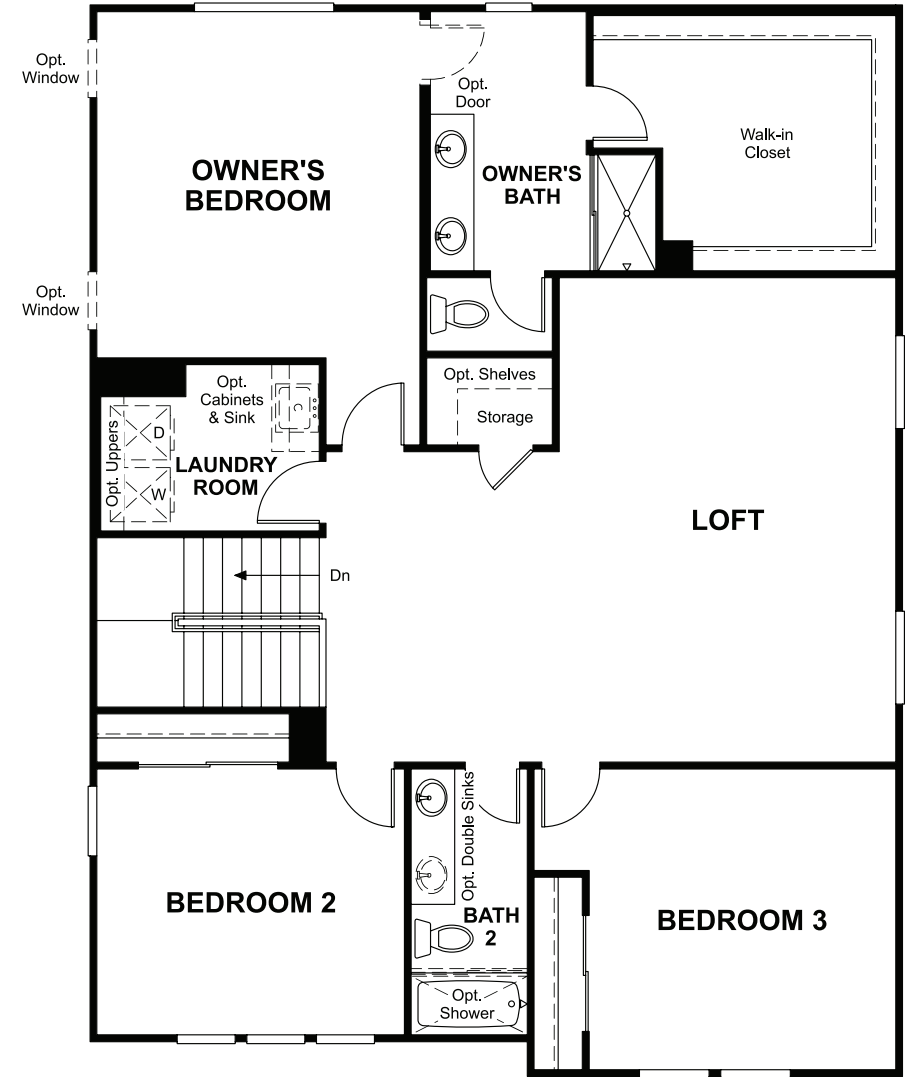 Opt.
Window
Opt.
Door
OWNER'S
BEDROOM
OWNER'S
BATH
Walk-in
Closet
Opt.
Window
Opt. Shelves
Storage
Opt.
Cabinets
& Sink
Opt. Uppers
D
W
LAUNDRY
ROOM
LOFT
Dn
Opt. Double Sinks
BEDROOM 2
BATH
2
BEDROOM 3
Opt.
Shower